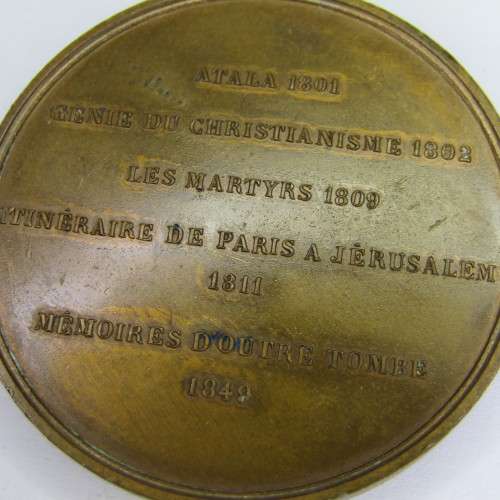 ATALA 1801
GENIE DU CHRISTIANISME 1802
LES MARTYRS 1809
ITINÉRAIRE DE PARIS A JÉRUSALEM
1811
MÉMOIRES D'OUTRE TOMBE
1849